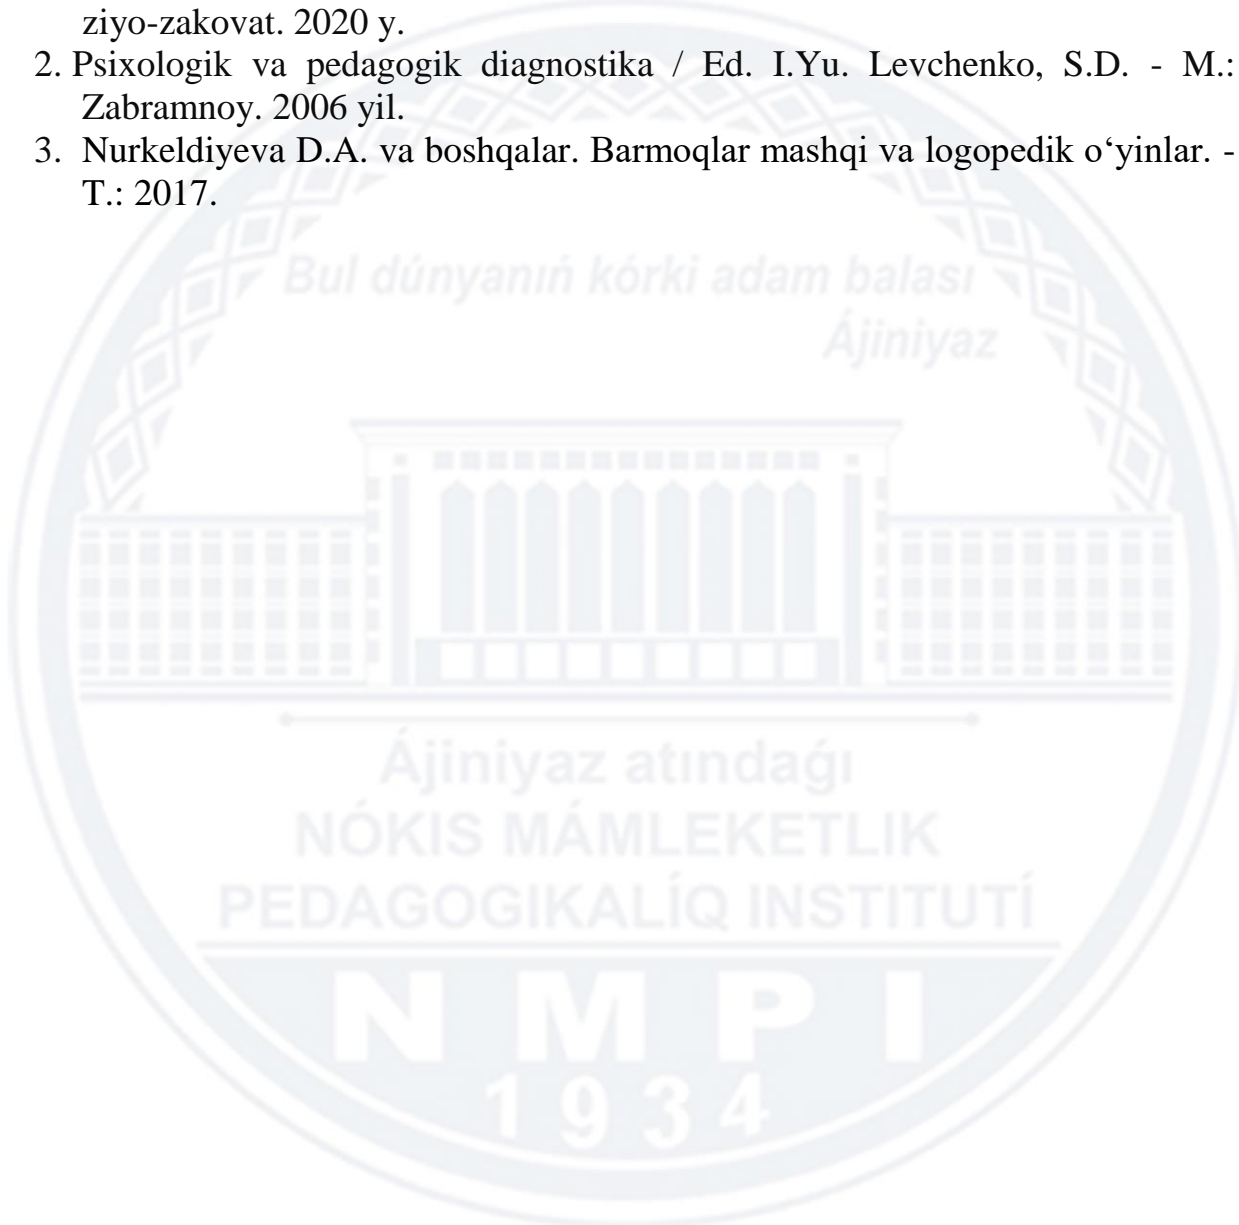 ziyo-zakovat. 2020 y.
2. Psixologik va pedagogik diagnostika / Ed. I.Yu. Levchenko, S.D. - M.:
Zabramnoy. 2006 yil.
3. Nurkeldiyeva D.A. va boshqalar. Barmoqlar mashqi va logopedik o‘yinlar. -
T.: 2017.
Bul dúnyanıń kórki adam balası
Ájiniyaz
Ájiniyaz atındaǵı
NÓKIS MÁMLEKETLIK
PEDAGOGIKALÍQ INSTITUTÍ
N M P I
1934